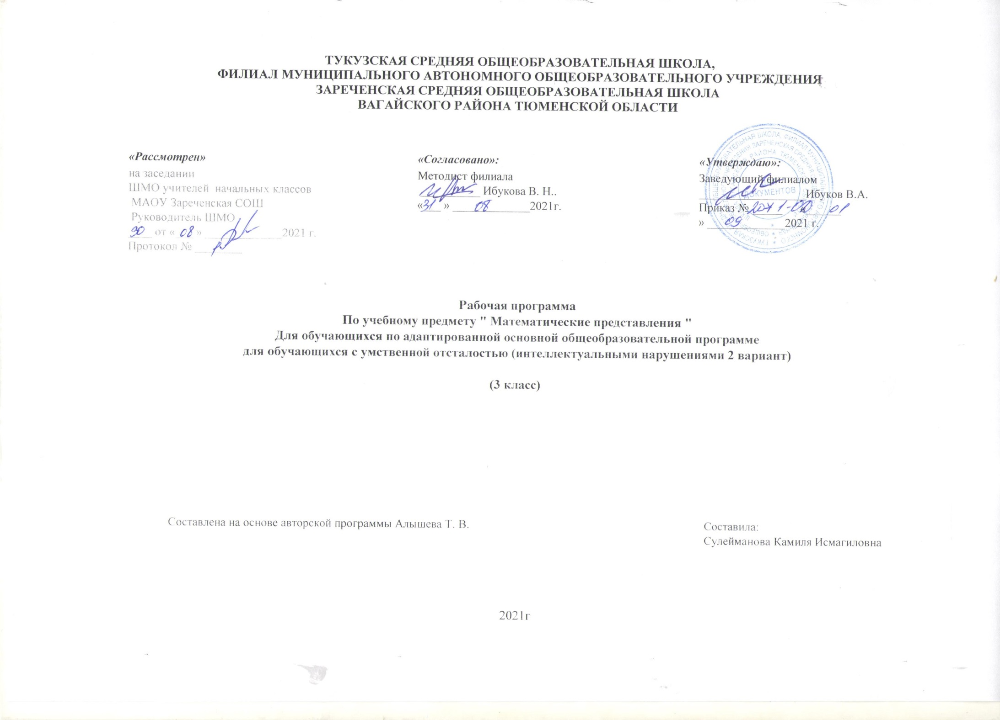 ТУКУЗСКАЯ СРЕДНЯЯ ОБЩЕОБРАЗОВАТЕЛЬНАЯ ШКОЛА,
ФИЛИАЛ МУНИЦИПАЛЬНОГО АВТОНОМНОГО ОБЩЕОБРАЗОВАТЕЛЬНОГО УЧРЕЖДЕНИЯ
ЗАРЕЧЕНСКАЯ СРЕДНЯЯ ОБЩЕОБРАЗОВАТЕЛЬНАЯ ШКОЛА
ВАГАЙСКОГО РАЙОНА ТЮМЕНСКОЙ ОБЛАСТИ
«Рассмотрен»
на заседании
ШМО учителей начальных классов
МАОУ Зареченская СОШ
Руководитель ШМО
30 от « 08 » 2021 г.
Протокол №
«Согласовано»:
Методист филиала
Ибукова В. Н..
«31 » 08 2021г.
«Утверждаю»:
Заведующий филиалом
Ибуков В.А.
Приказ № « 01
» 09 2021 г.
ДОКУМЕНТОВ
Рабочая программа
По учебному предмету " Математические представления "
Для обучающихся по адаптированной основной общеобразовательной программе
для обучающихся с умственной отсталостью (интеллектуальными нарушениями 2 вариант)
(3 класс)
Составлена на основе авторской программы Алышева Т. В.
Составила:
Сулейманова Камиля Исмагиловна
2021г